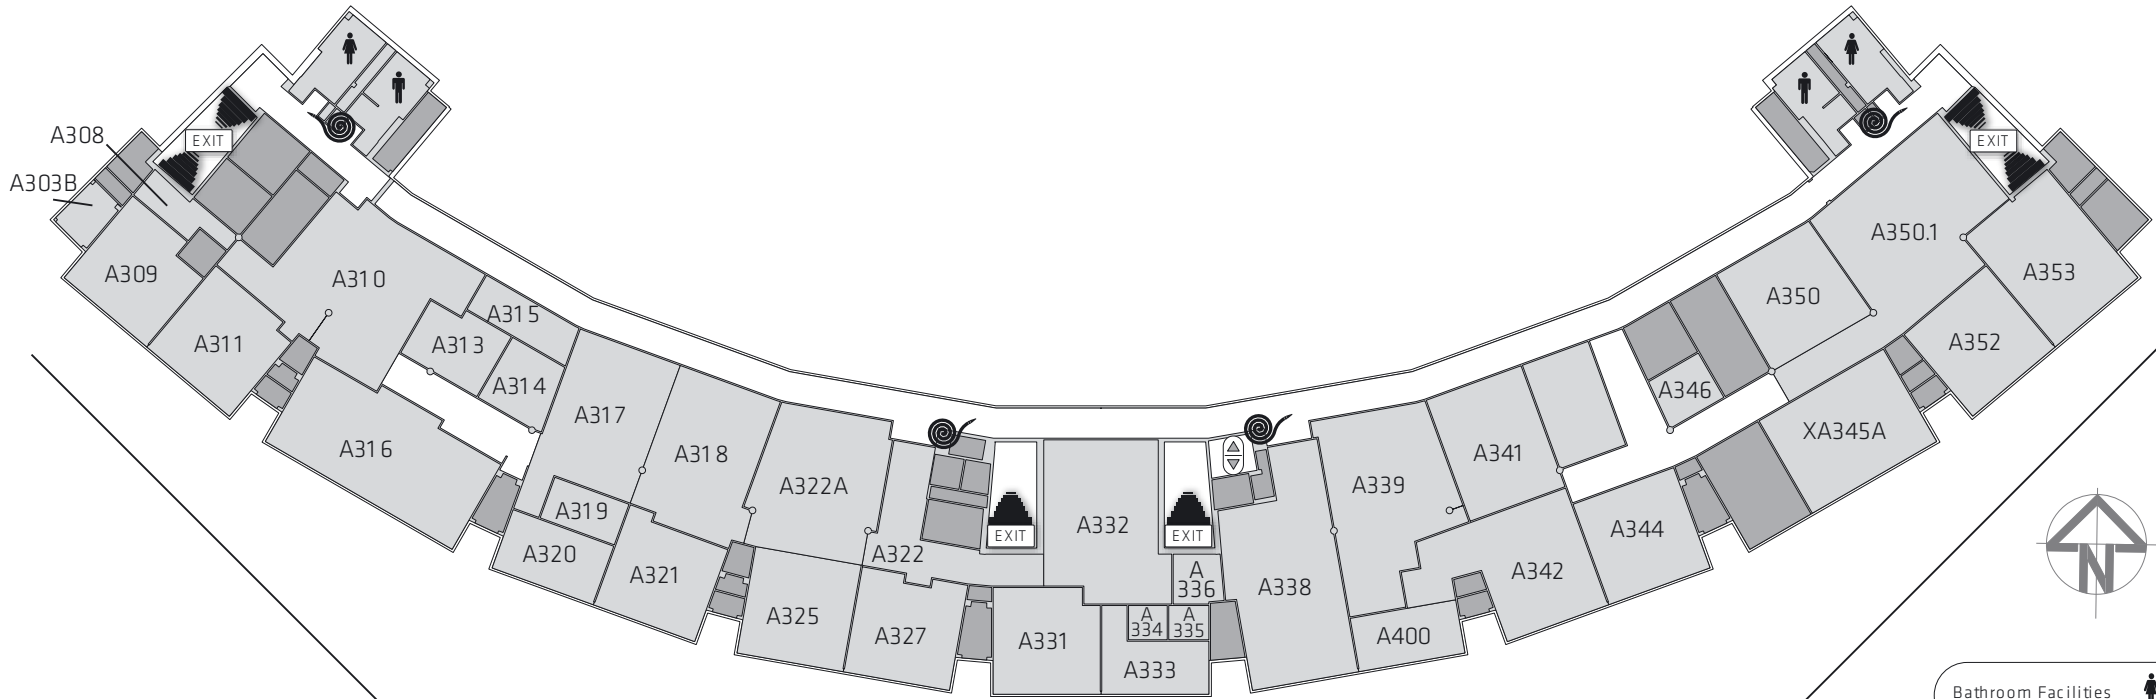 A308
EXIT
EXIT
A303B
A309
A310
A350.1
A353
A311
A315
A350
A313
A352
A314
A346
A317
A316
A318
A341
XA345A
A322A
A339
A319
A332
A344
EXIT
EXIT
A320
A322
A321
A338
A342
A
336
A325
A327
A331
A
334
A
335
A400
A333
N
Bathroom Facilities